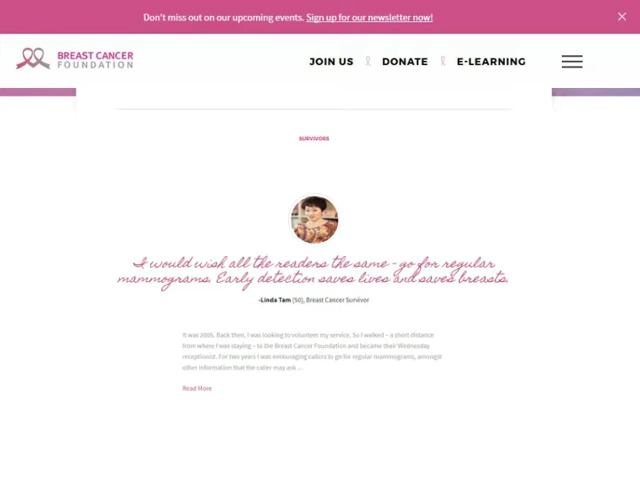 Don't miss out on our upcoming events. Sign up for our newsletter now!
BREAST CANCER
FOUNDATION
JOIN US
DONATE
E-LEARNING
SURVIVORS
I would wish all the readers the same - go for regular
mammograms. Early detection saves lives and saves breasts.
-Linda Tam (50), Breast Cancer Survivor
It was 2005. Back then, I was looking to volunteer my service. So I walked – a short distance
from where I was staying – to the Breast Cancer Foundation and became their Wednesday
receptionist. For two years I was encouraging callers to go for regular mammograms, amongst
other information that the caller may ask ...
Read More